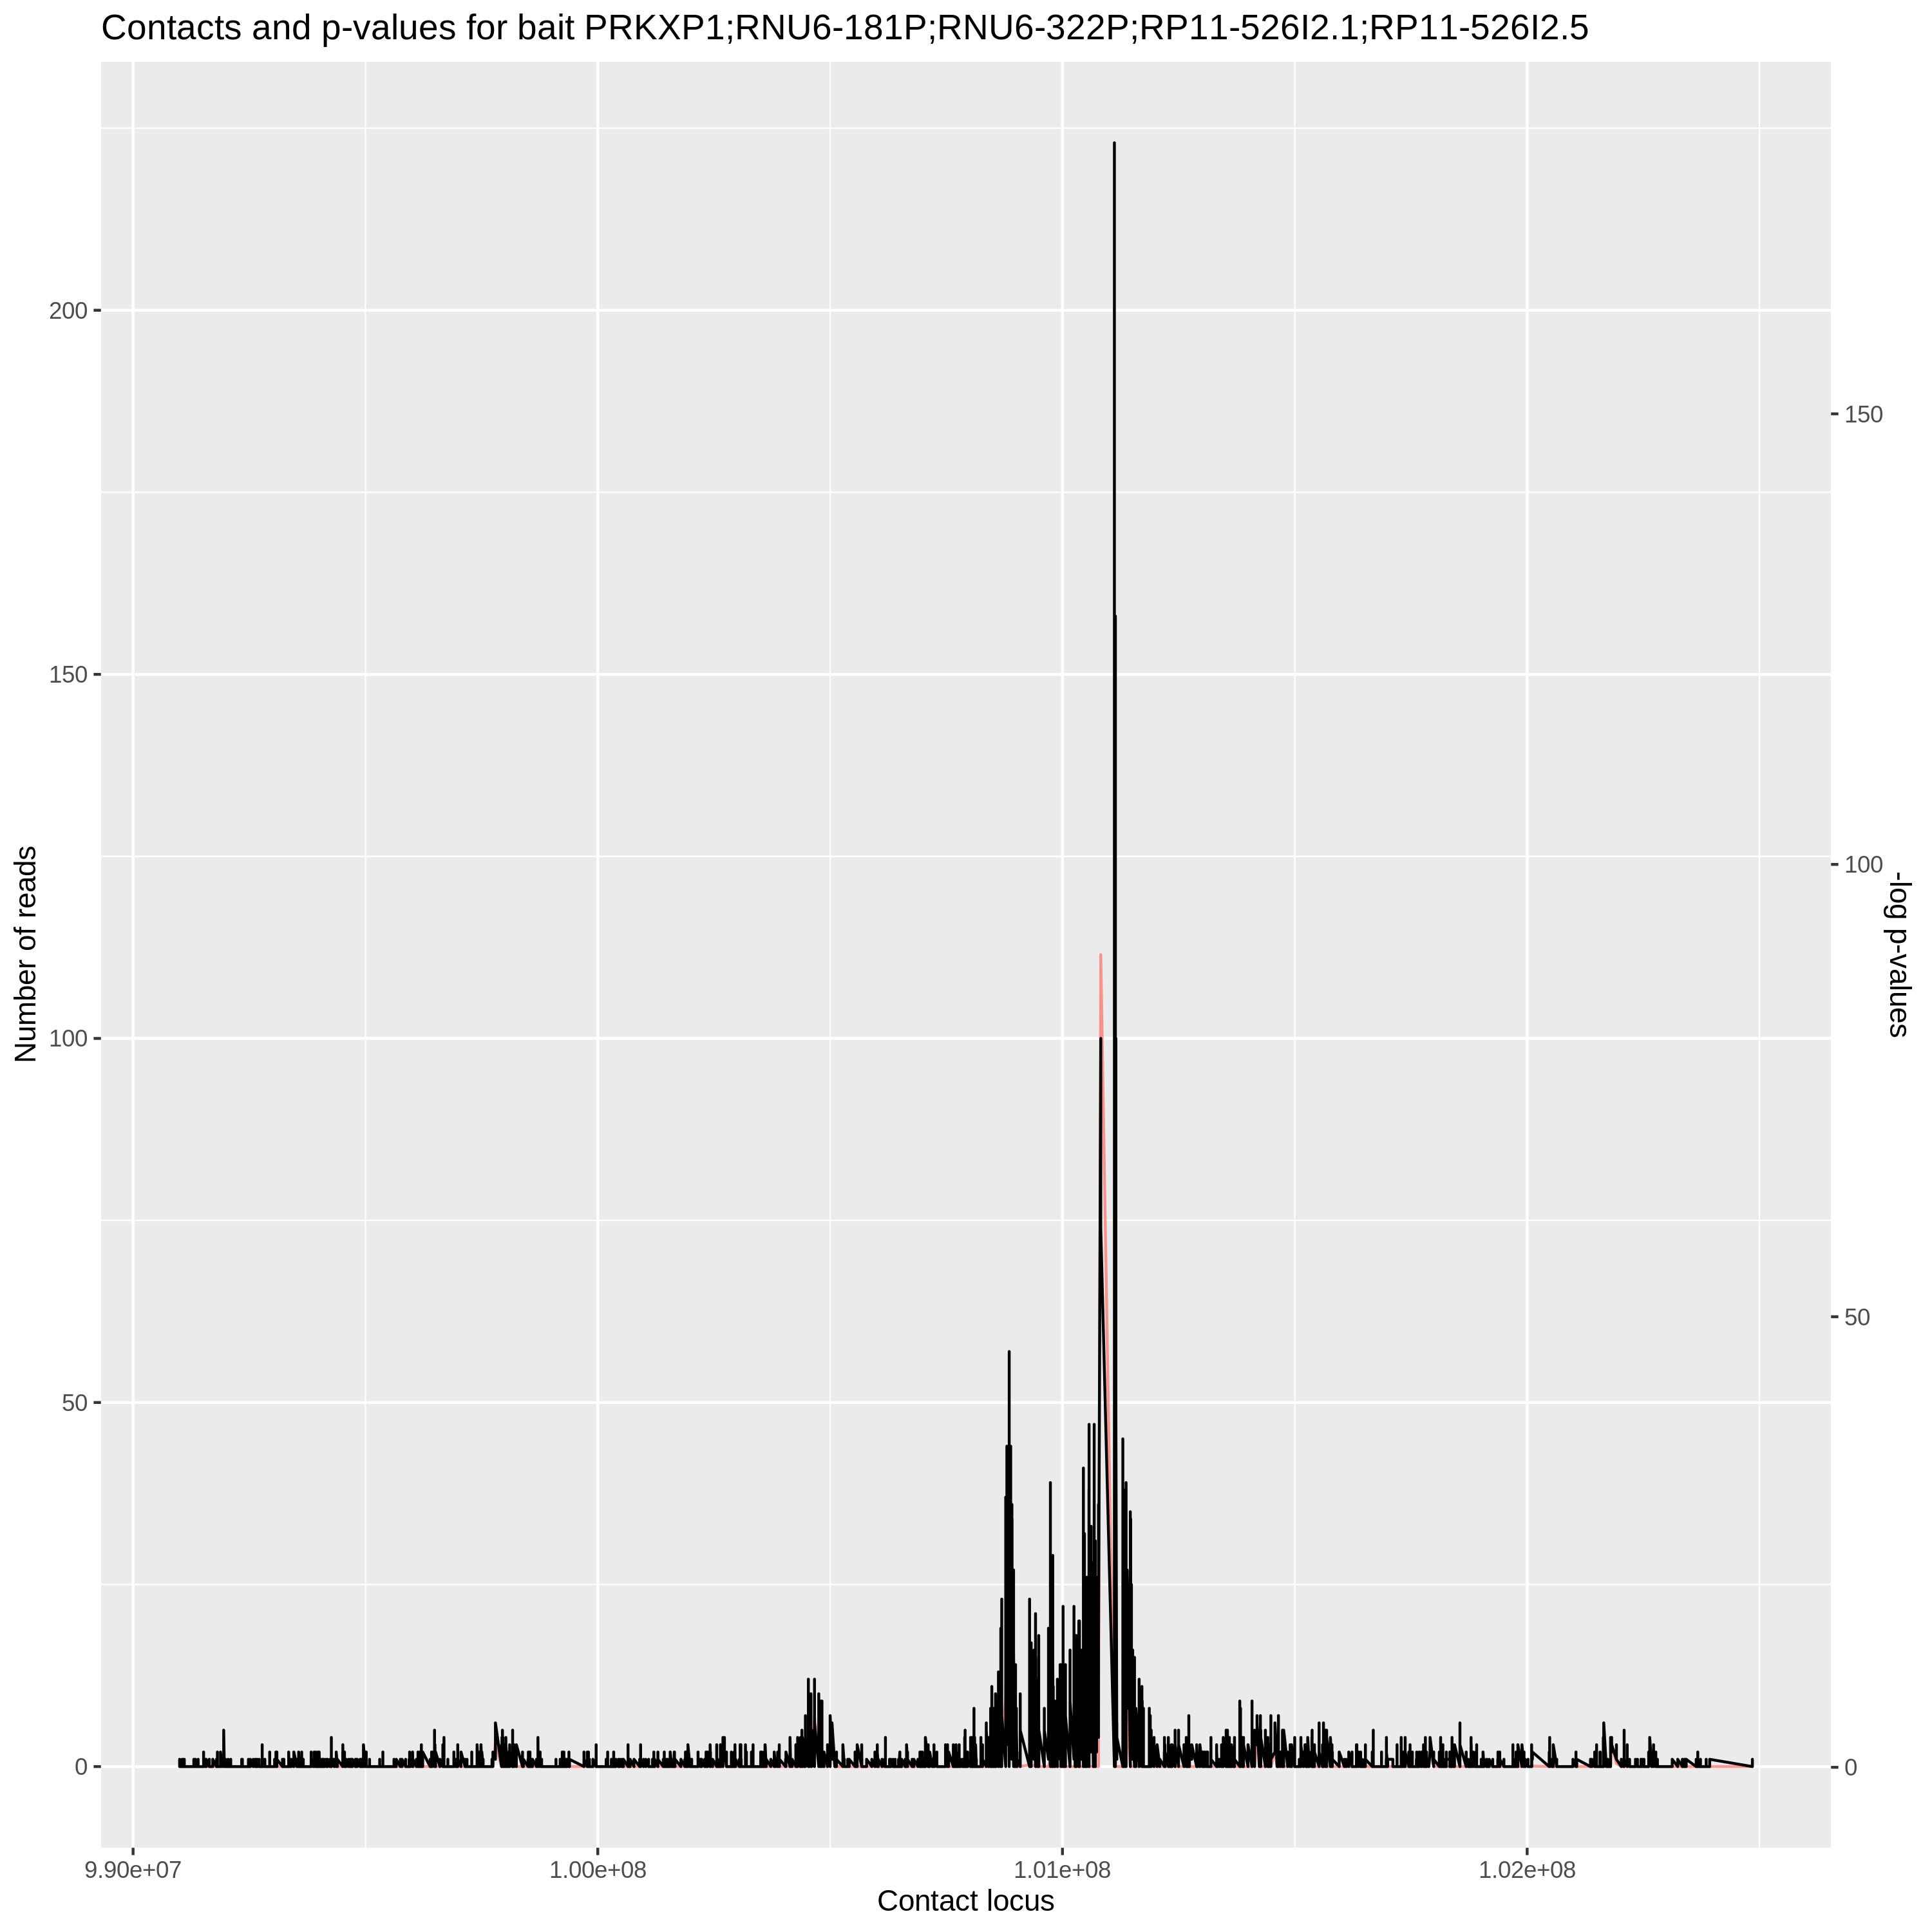 Contacts and p-values for bait PRKXP1;RNU6-181P;RNU6-322P;RP11-526I2.1;RP11-526I2.5
Number of reads
200
150
100
50
0
150
100
50
0
-log p-values
9.90e+07
1.00e+08
1.01e+08
1.02e+08
Contact locus